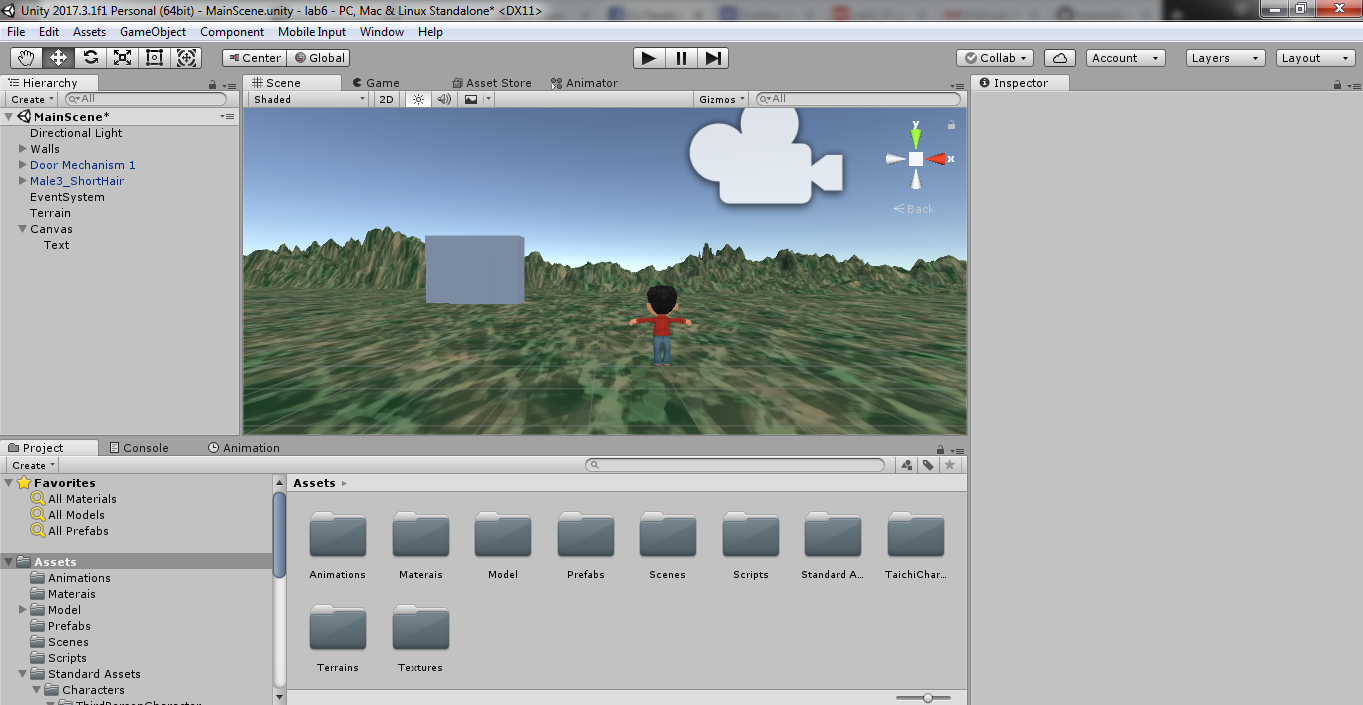 Unity 2017.3.1f1 Personal (64bit) - MainScene.unity - lab6 - PC, Mac & Linux Standalone* <DX11>
File Edit Assets GameObject Component Mobile Input Window Help
Center Global Collab Account Layers Layout
Hierarchy Scene Game Asset Store Animator Inspector
Create All Shaded 2D Gizmos All
MainScene*
Directional Light
Walls
Door Mechanism 1
Male3_ShortHair
EventSystem
Terrain
Canvas
Text
y
x
Back
Project Console Animation
Create
Favorites
All Materials
All Models
All Prefabs
Assets
Animations
Materais
Model
Prefabs
Scenes
Scripts
Standard Assets
Characters
ThirdPersonCharacter
Assets
Animations Materais Model Prefabs Scenes Scripts Standard A... TaichiChar...
Terrains Textures